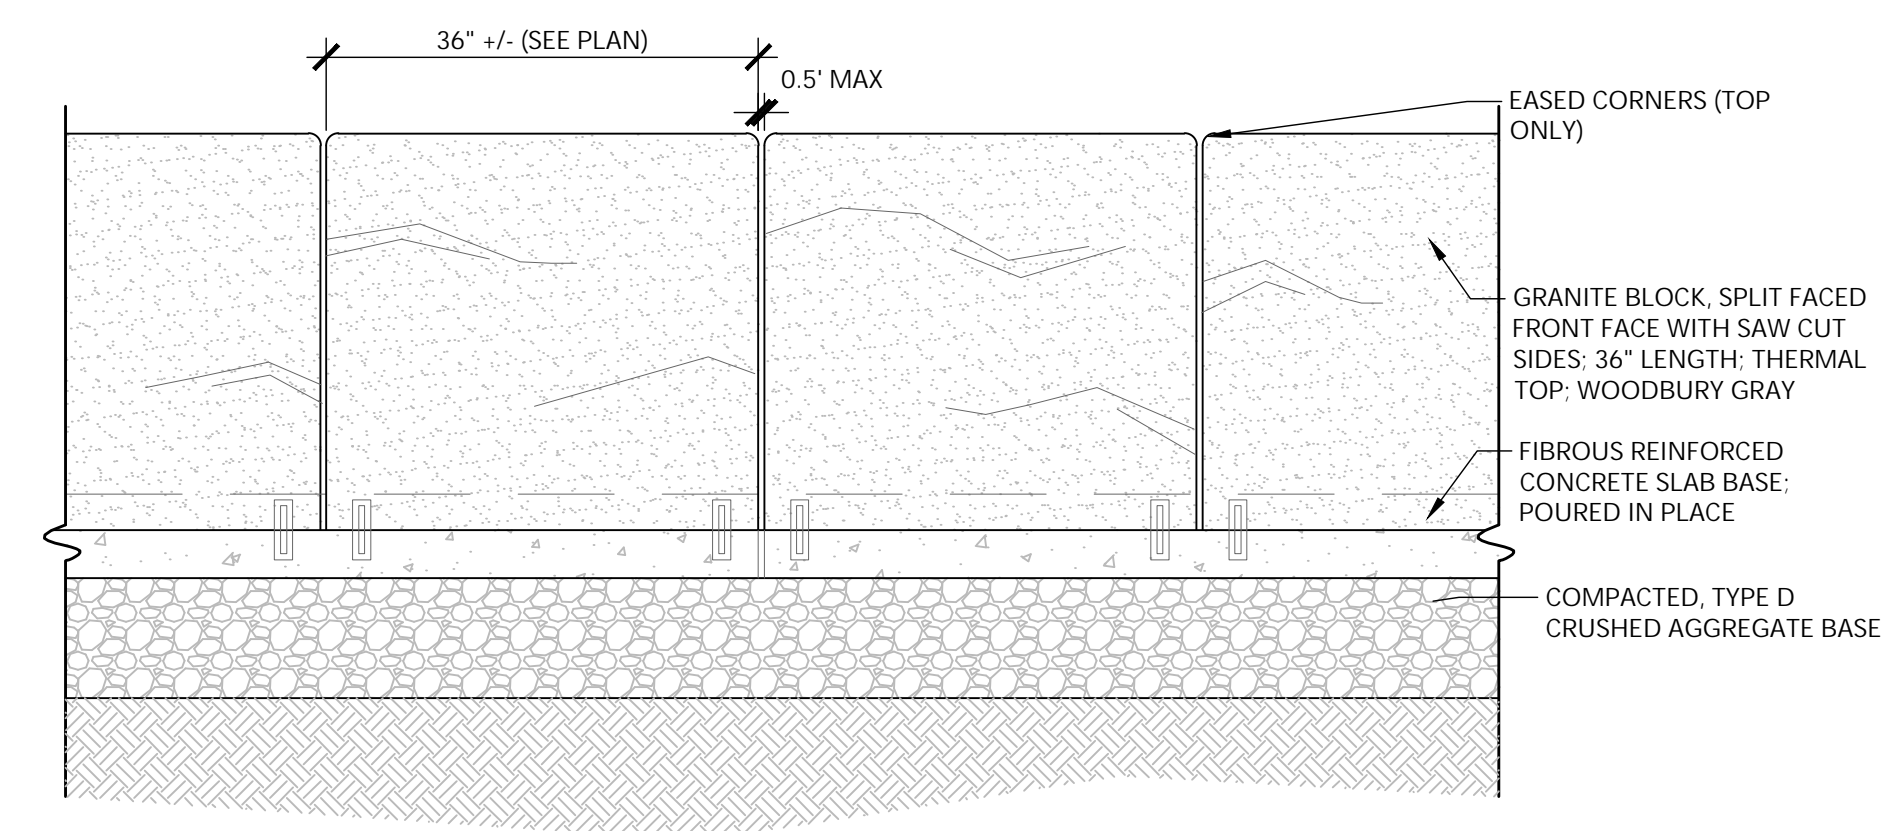 36" +/- (SEE PLAN)
0.5' MAX
EASED CORNERS (TOP
ONLY)
GRANITE BLOCK, SPLIT FACED
FRONT FACE WITH SAW CUT
SIDES; 36" LENGTH; THERMAL
TOP; WOODBURY GRAY
FIBROUS REINFORCED
CONCRETE SLAB BASE;
POURED IN PLACE
COMPACTED, TYPE D
CRUSHED AGGREGATE BASE